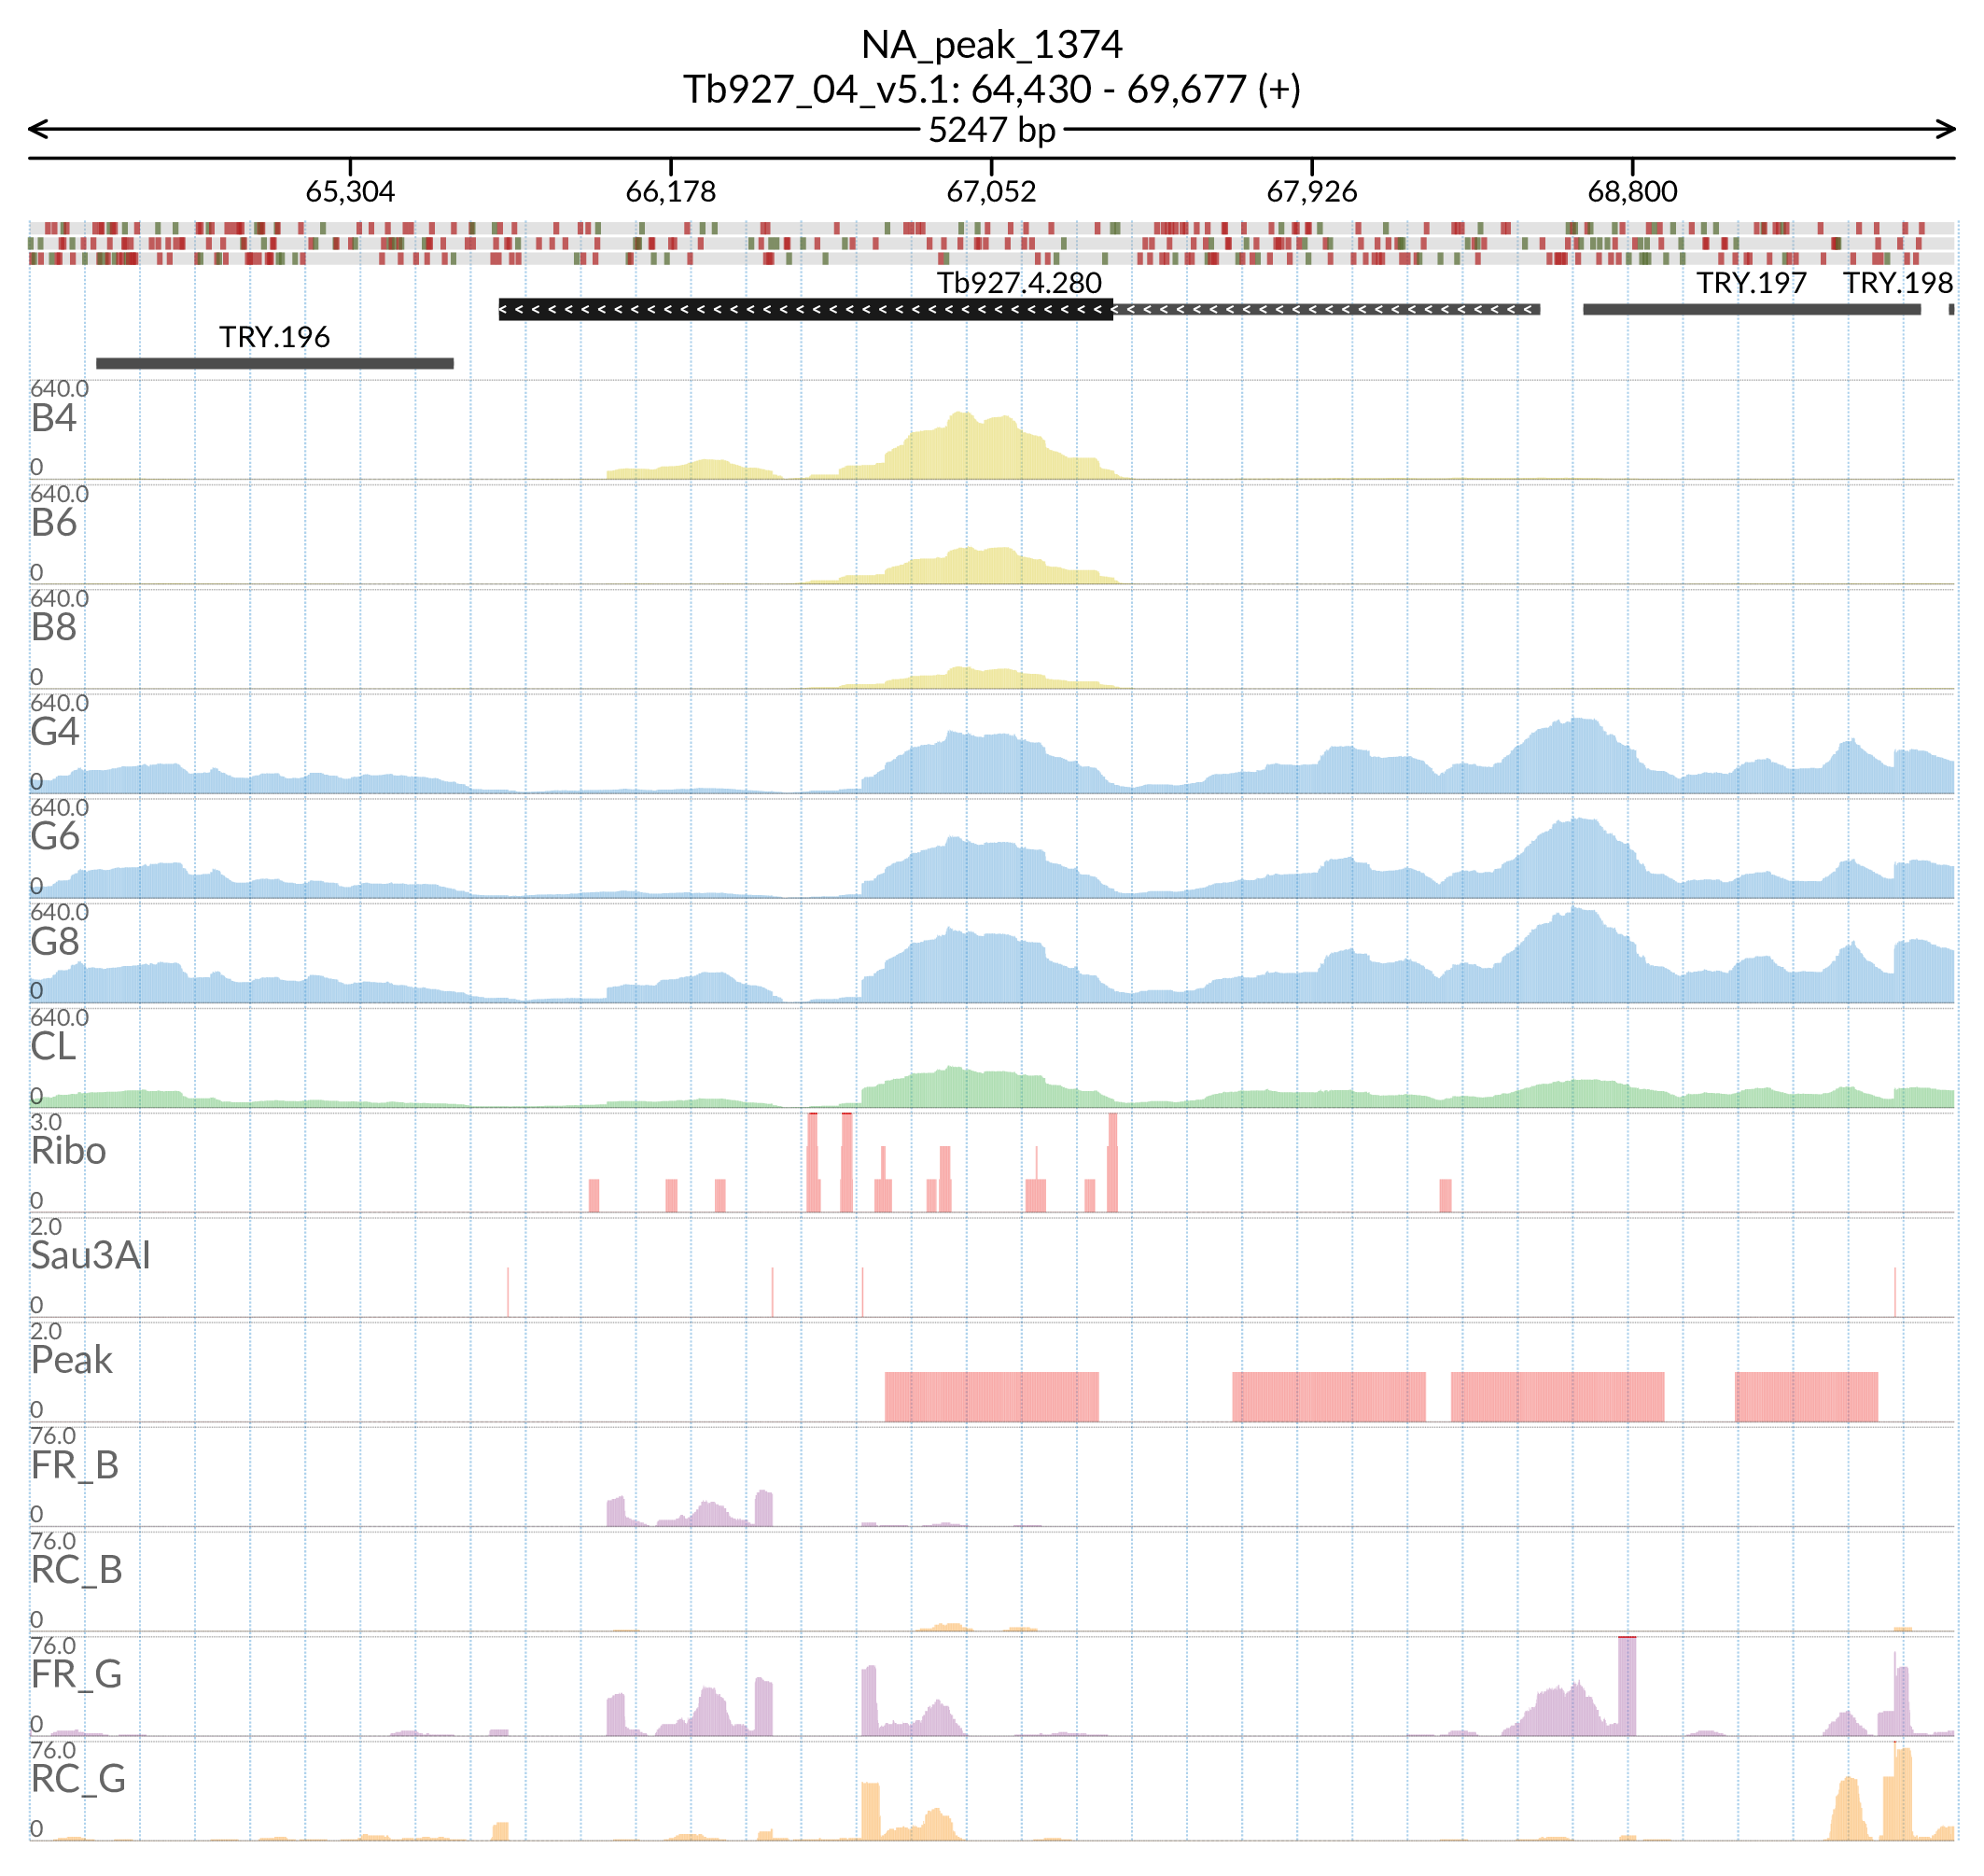 NA_peak_1374
Tb927_04_v5.1: 64,430 - 69,677 (+)
5247 bp
65,304 66,178 67,052 67,926 68,800
Tb927.4.280 TRY.197 TRY.198
TRY.196
640.0
B4
0
640.0
B6
0
640.0
B8
0
640.0
G4
0
640.0
G6
0
640.0
G8
0
640.0
CL
0
3.0
Ribo
0
2.0
Sau3AI
0
2.0
Peak
0
76.0
FR_B
0
76.0
RC_B
0
76.0
FR_G
0
76.0
RC_G
0